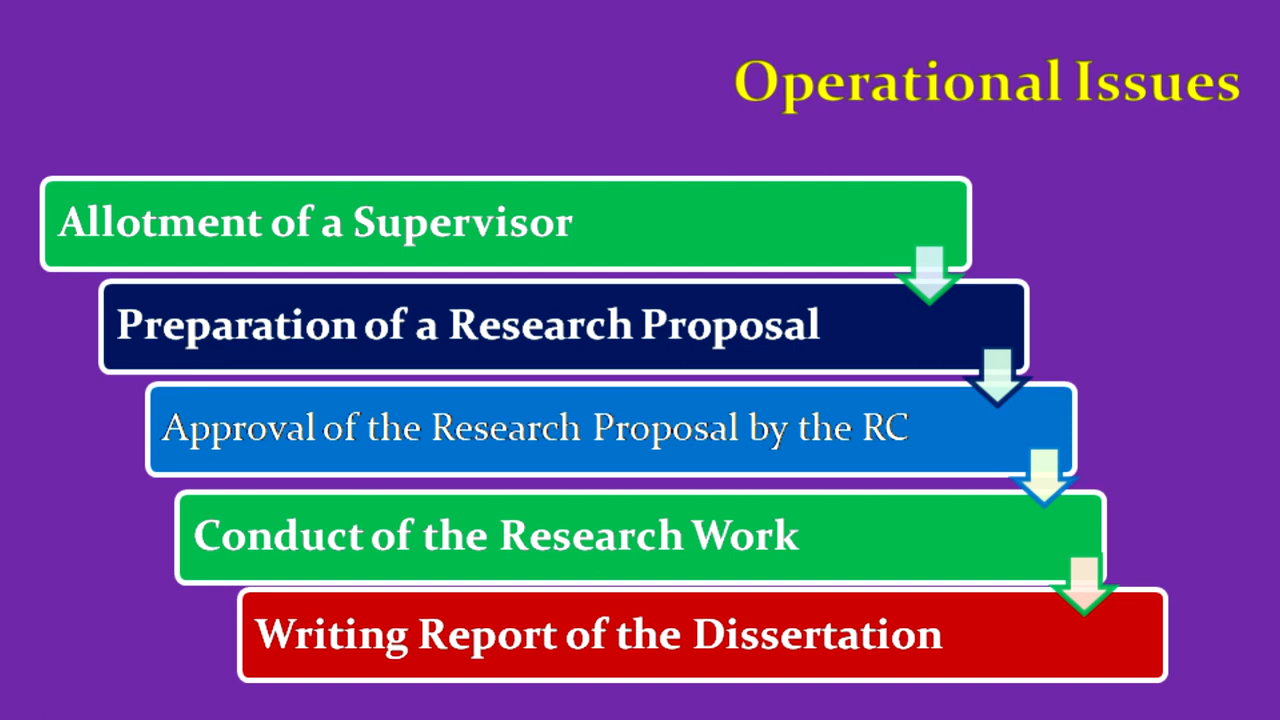 Operational Issues
Allotment of a Supervisor
Preparation of a Research Proposal
Approval of the Research Proposal by the RC
Conduct of the Research Work
Writing Report of the Dissertation